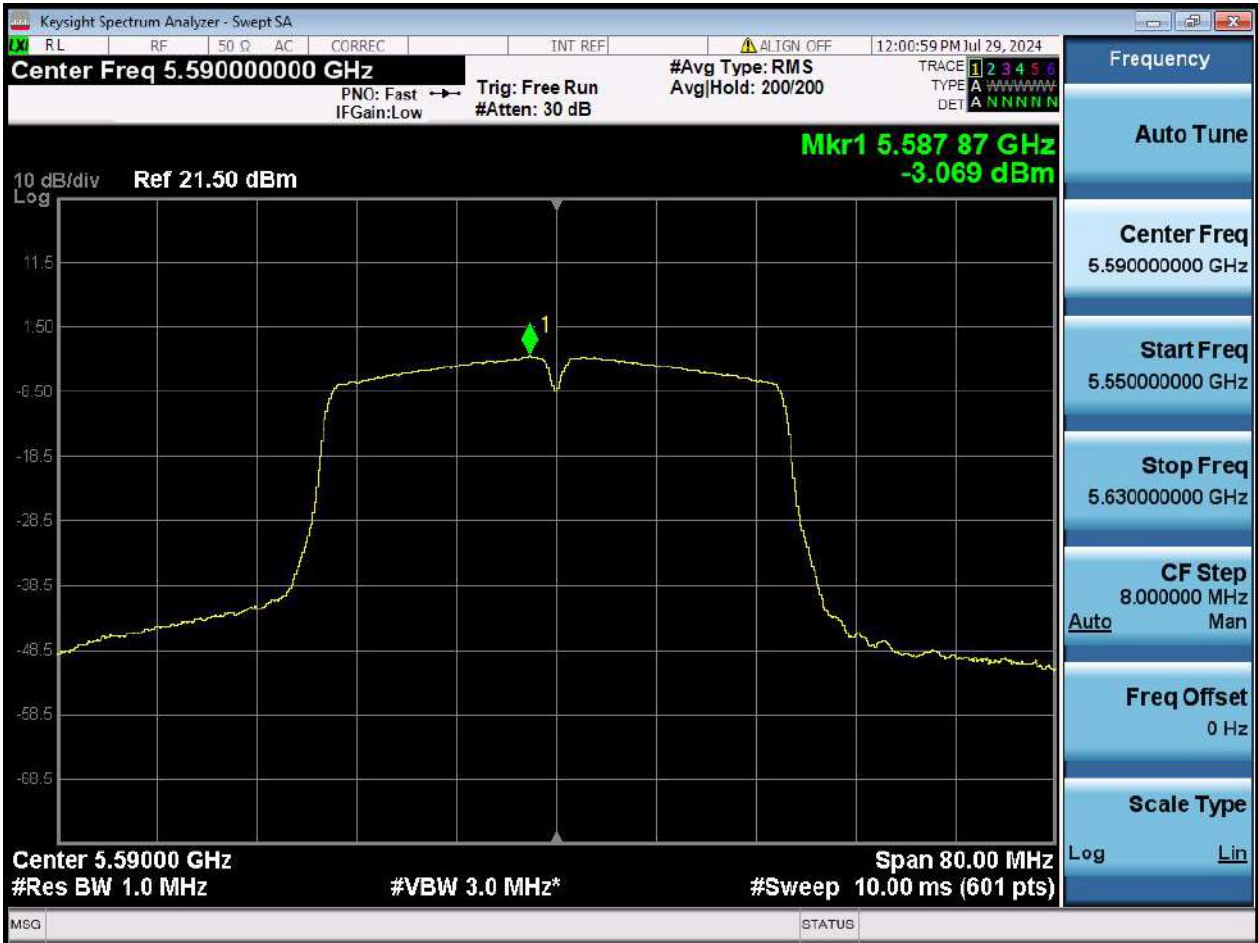 Keysight Spectrum Analyzer - Swept SA
LXI RL RF 50 Ω AC CORREC INT REF ALIGN OFF 12:00:59 PM Jul 29, 2024
Center Freq 5.590000000 GHz
PNO: Fast
IFGain:Low
Trig: Free Run
#Atten: 30 dB
#Avg Type: RMS
Avg|Hold: 200/200
TRACE 1 2 3 4 5 6
TYPE A WWWWW
DET A N N N N N
Mkr1 5.587 87 GHz
-3.069 dBm
10 dB/div Ref 21.50 dBm
Log
11.5
1.50
-8.50
-18.5
-28.5
-38.5
-48.5
-58.5
-68.5
1
Center 5.59000 GHz
Span 80.00 MHz
#Res BW 1.0 MHz
#VBW 3.0 MHz*
#Sweep 10.00 ms (601 pts)
MSG
STATUS
Frequency
Auto Tune
Center Freq
5.590000000 GHz
Start Freq
5.550000000 GHz
Stop Freq
5.630000000 GHz
CF Step
8.000000 MHz
Auto Man
Freq Offset
0 Hz
Scale Type
Log Lin